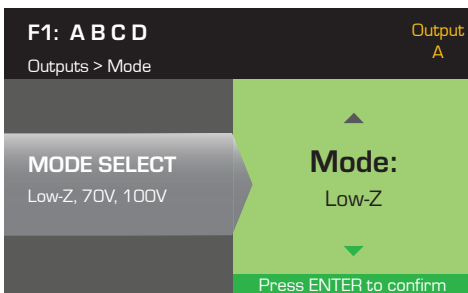 F1: A B C D
Output
A
Outputs > Mode
MODE SELECT
Low-Z, 70V, 100V
Mode:
Low-Z
Press ENTER to confirm